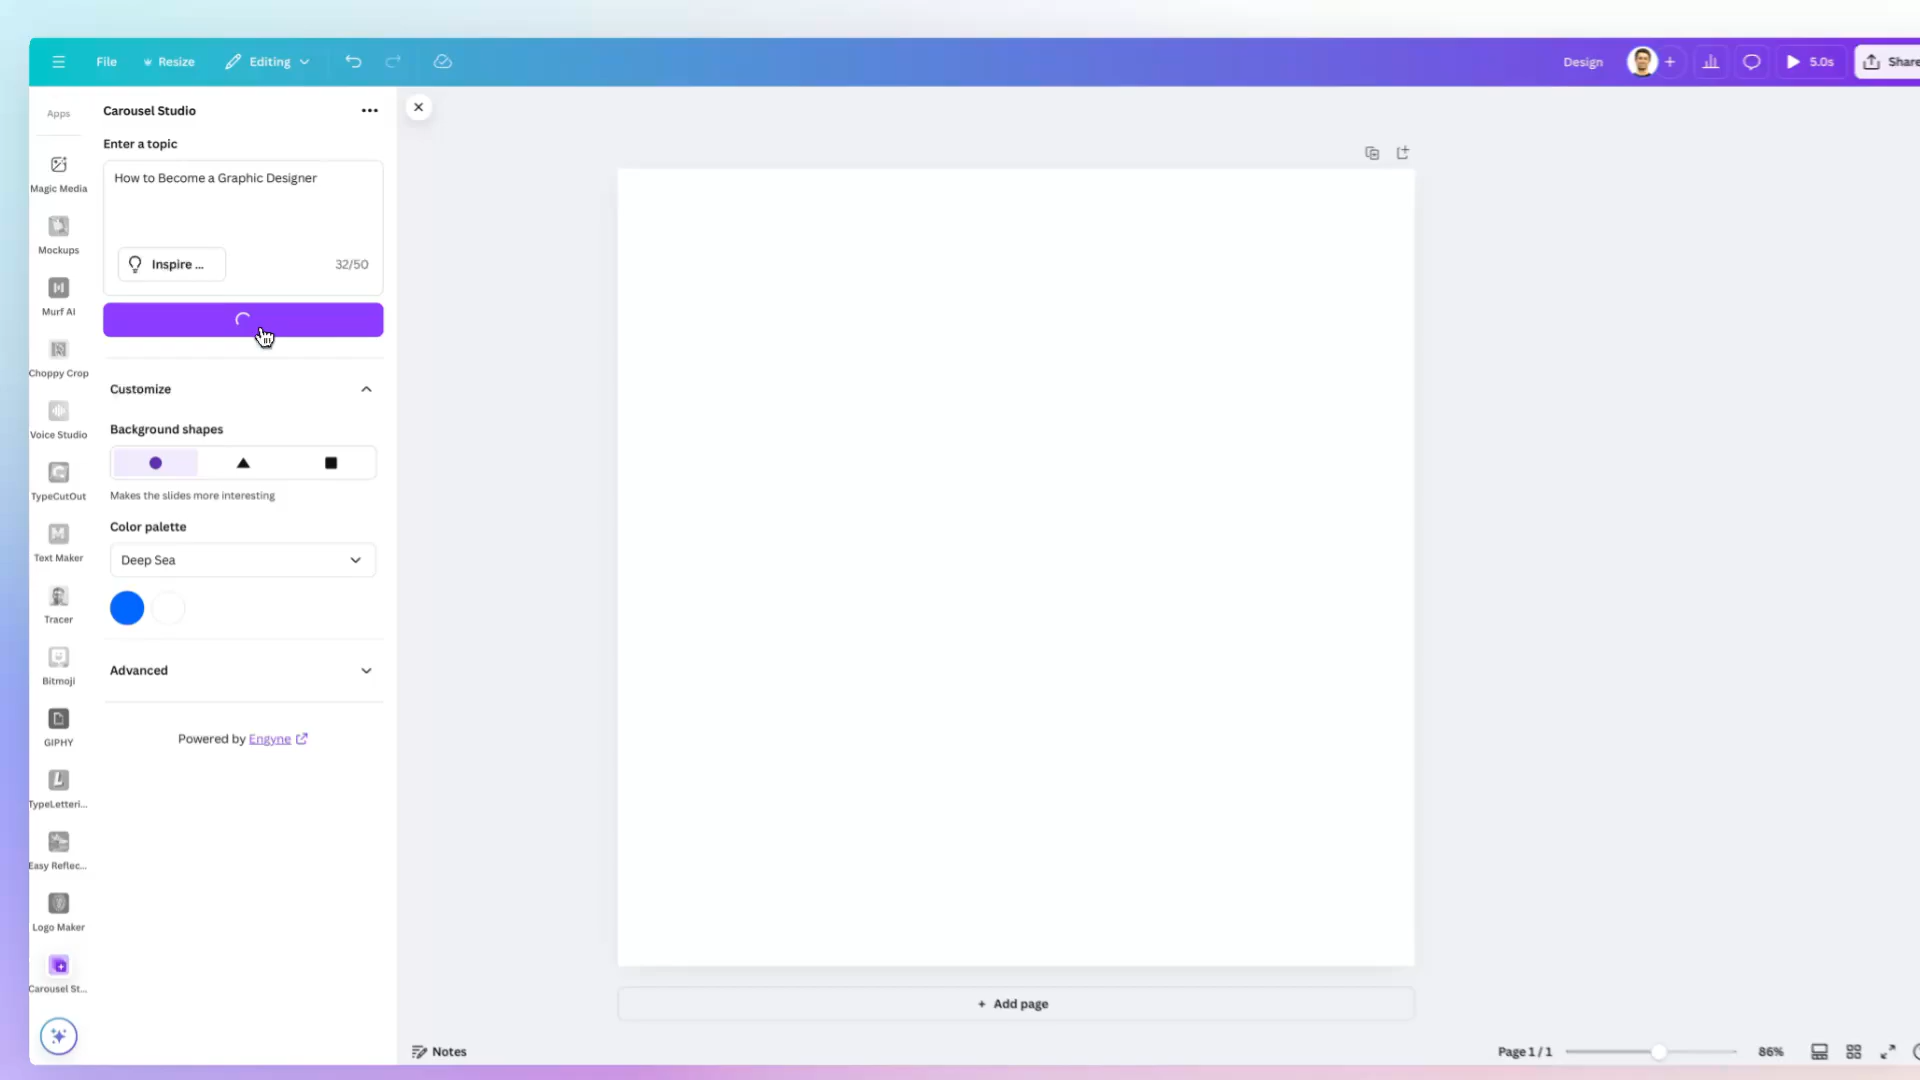 File
Resize
Editing
Design
5.0s
Share
Apps
Magic Media
Mockups
Murf AI
Choppy Crop
Voice Studio
TypeCutOut
Text Maker
Tracer
Bitmoji
GIPHY
TypeLetteri...
Easy Reflec...
Logo Maker
Carousel St...
Carousel Studio
Enter a topic
How to Become a Graphic Designer
Inspire ...
32/50
Customize
Background shapes
Makes the slides more interesting
Color palette
Deep Sea
Advanced
Powered by Engyne
+ Add page
Notes
Page 1 / 1
86%